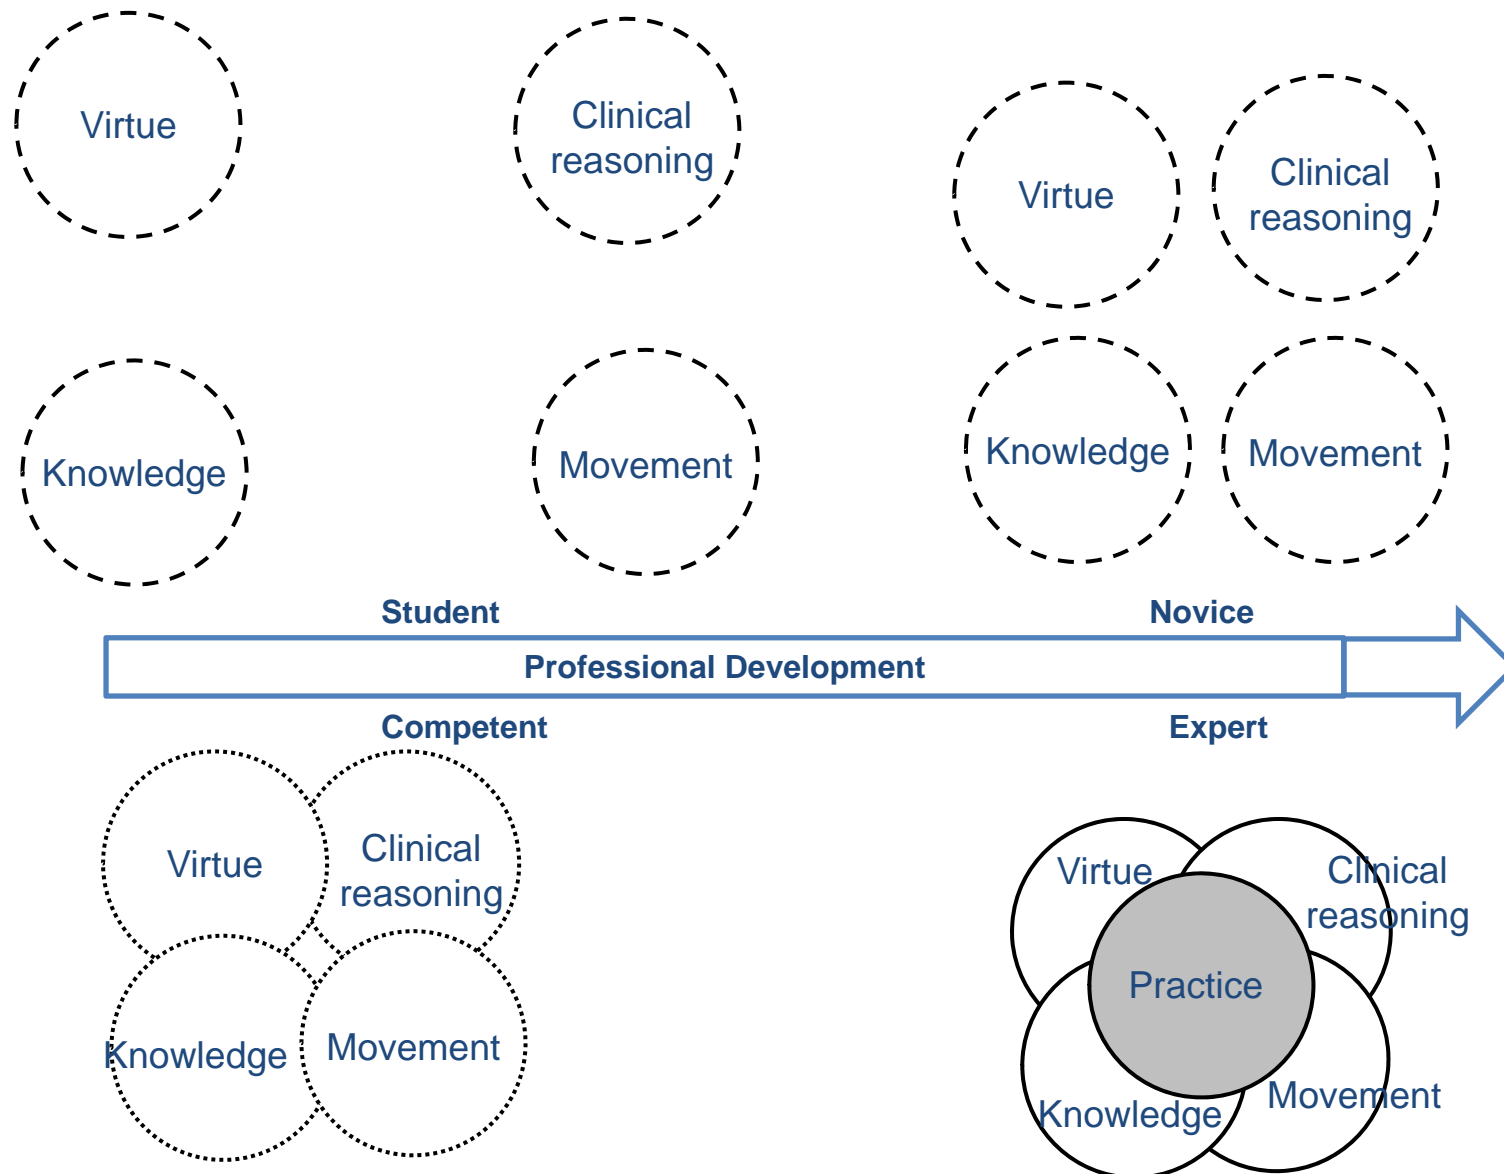 Virtue
Clinical
reasoning
Virtue
Clinical
reasoning
Knowledge
Movement
Knowledge
Movement
Student
Novice
Professional Development
Competent
Expert
Virtue
Clinical
reasoning
Knowledge
Movement
Virtue
Clinical
reasoning
Practice
Knowledge
Movement